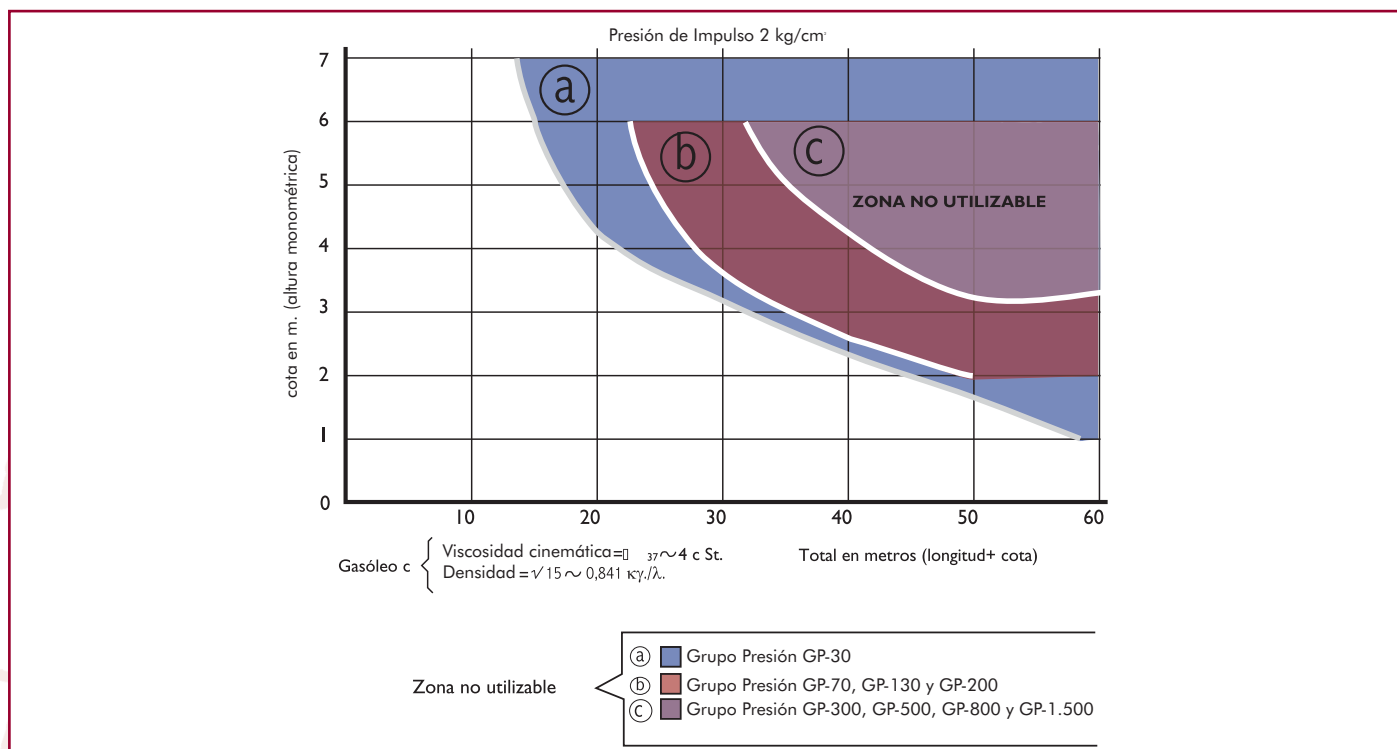 Presión de Impulso 2 kg/cm²
7
6
5
4
3
2
1
0
cota en m. (altura monométrica)
a
b
c
ZONA NO UTILIZABLE
10 20 30 40 50 60
Total en metros (longitud+ cota)
Gasóleo c
Viscosidad cinemática=▯ 37~4 c St.
Densidad =√ 15 ~ 0,841 κγ./λ.
Zona no utilizable
a Grupo Presión GP-30
b Grupo Presión GP-70, GP-130 y GP-200
c Grupo Presión GP-300, GP-500, GP-800 y GP-1.500